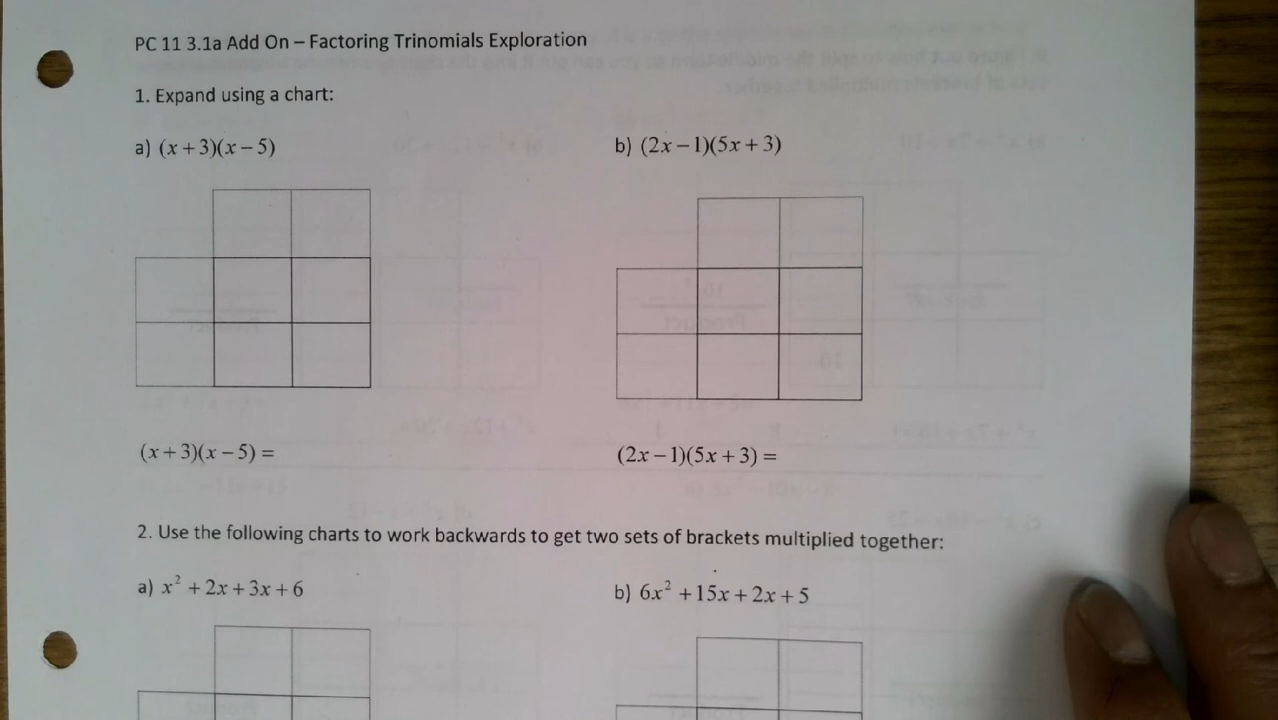 PC 11 3.1a Add On – Factoring Trinomials Exploration
1. Expand using a chart:
a) (x + 3)(x – 5)
b) (2x – 1)(5x + 3)
(x + 3)(x – 5) =
(2x – 1)(5x + 3) =
2. Use the following charts to work backwards to get two sets of brackets multiplied together:
a) x² + 2x + 3x + 6
b) 6x² + 15x + 2x + 5